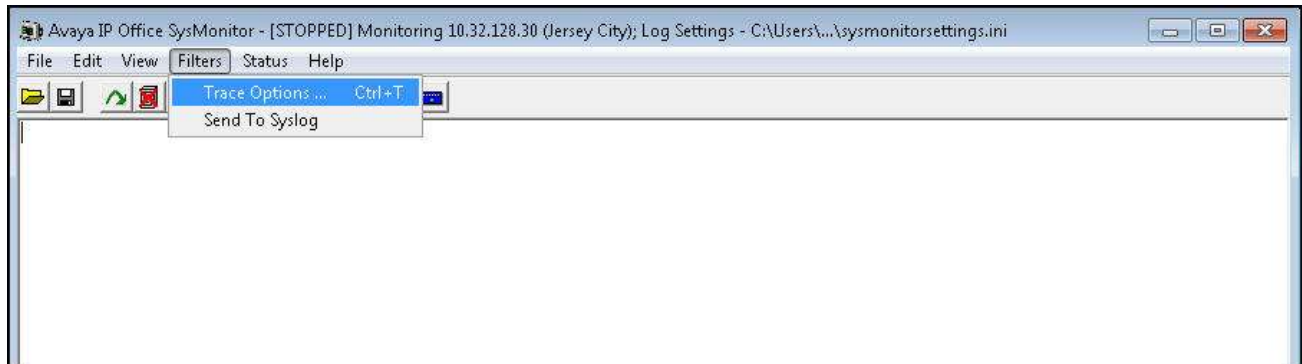 Avaya IP Office SysMonitor - [STOPPED] Monitoring 10.32.128.30 (Jersey City); Log Settings - C:\Users\...\sysmonitorsettings.ini
File Edit View Filters Status Help
Trace Options ... Ctrl+T
Send To Syslog